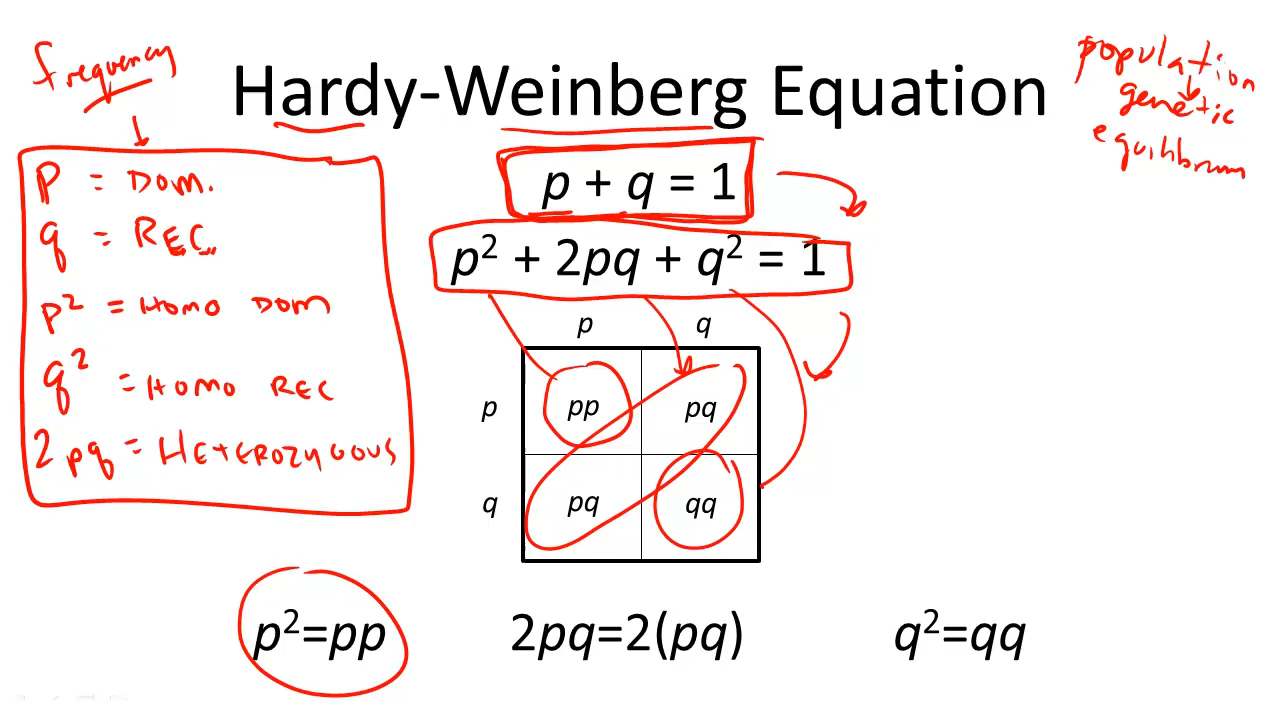 frequency
Hardy-Weinberg Equation
population
genetic
equilibrium
p + q = 1
p² + 2pq + q² = 1
P = DOM.
q = REC.
p² = HOMO DOM
q² = HOMO REC
2pq = HETEROZYGOUS
p q
p pp pq
q pq qq
p²=pp 2pq=2(pq) q²=qq